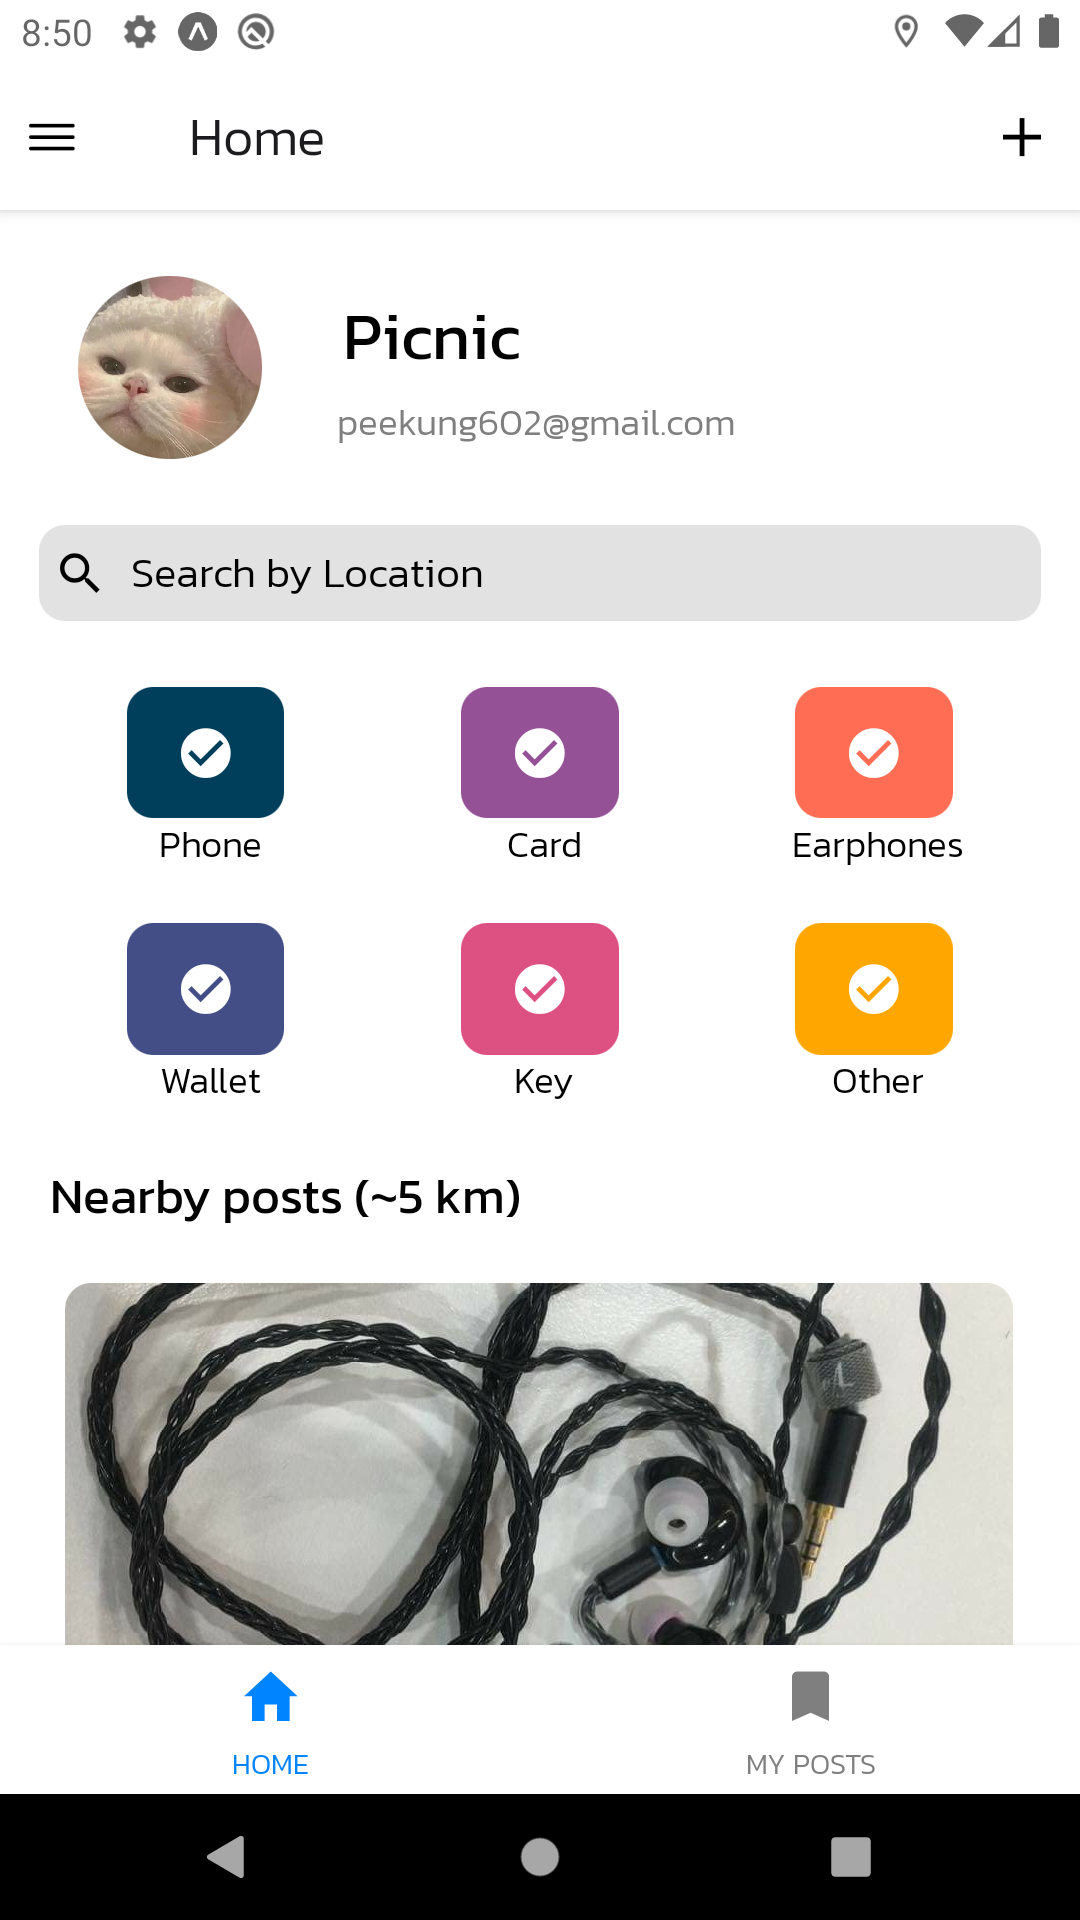 8:50
Home
Picnic
peekung602@gmail.com
Search by Location
Phone
Card
Earphones
Wallet
Key
Other
Nearby posts (~5 km)
HOME
MY POSTS